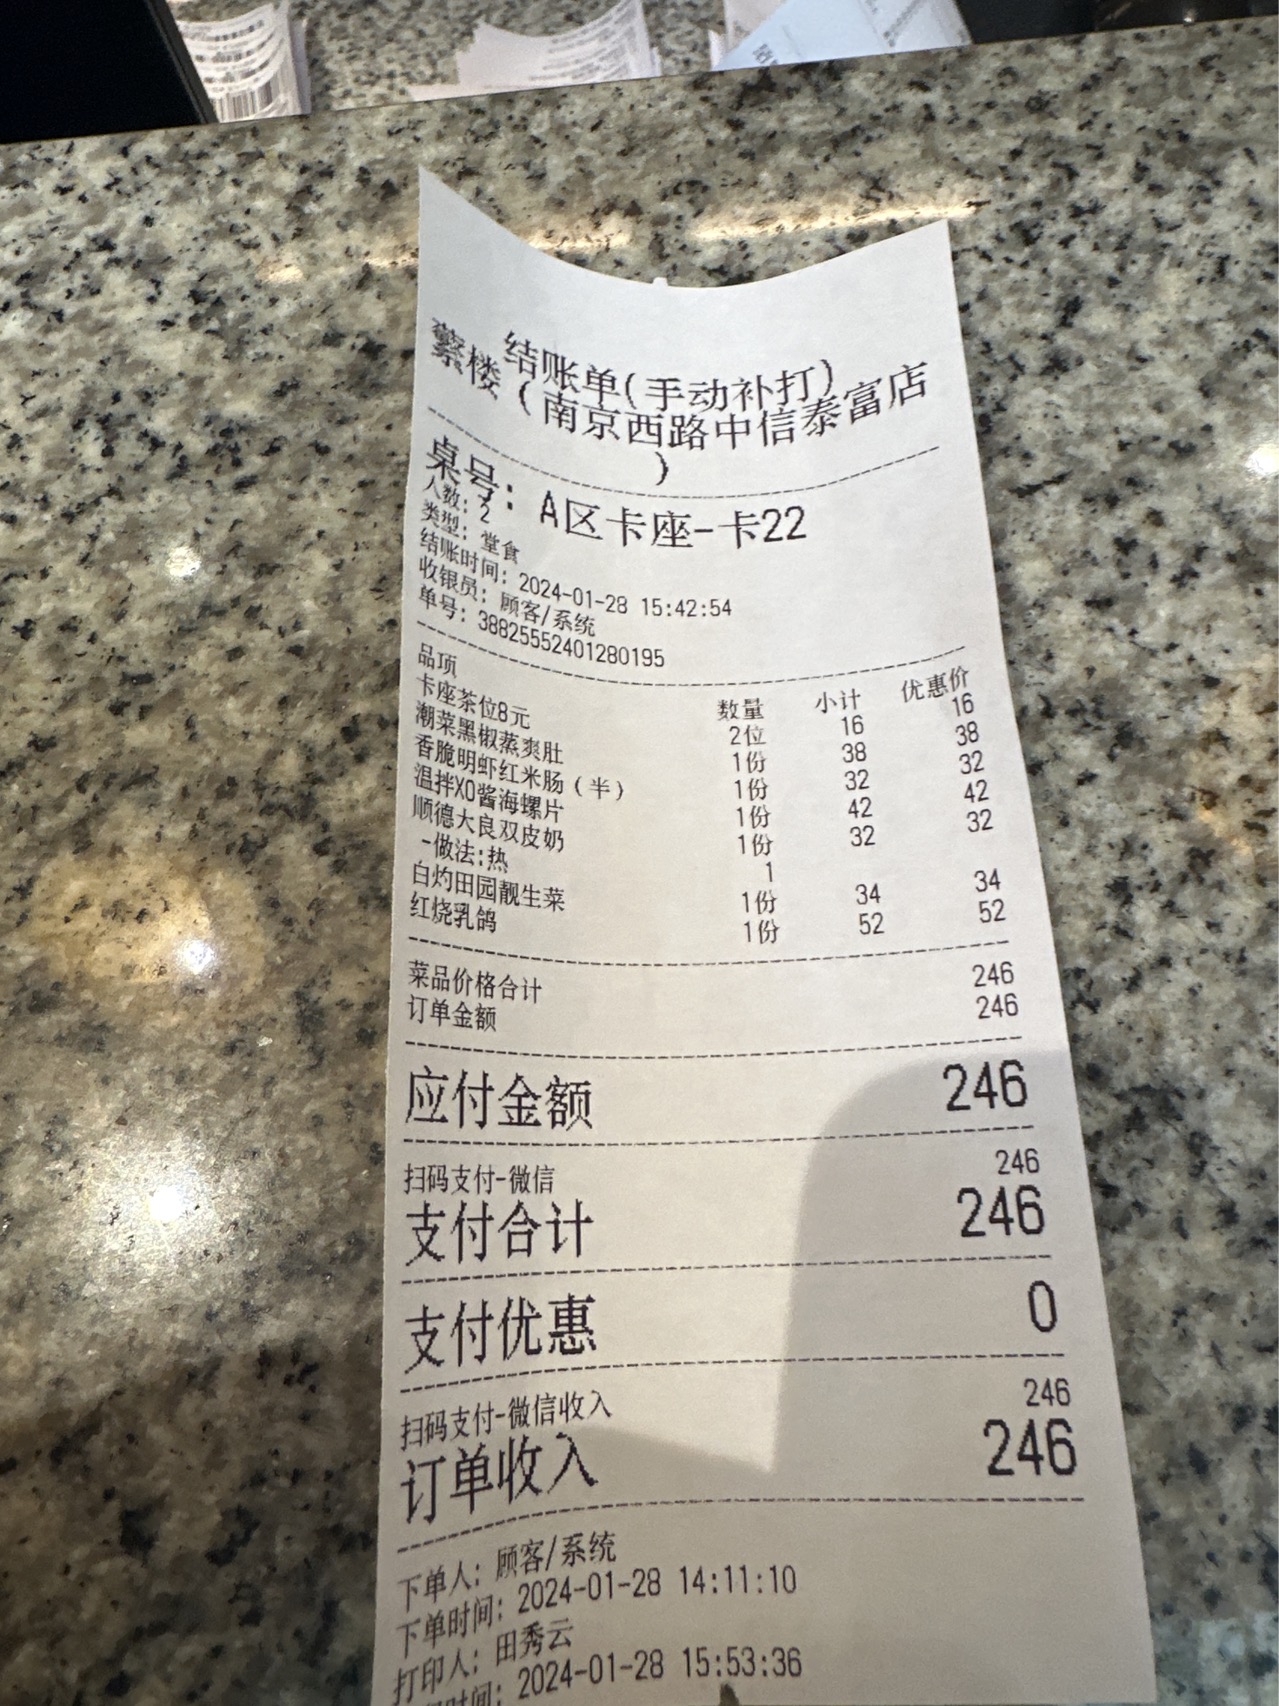 结账单(手动补打)
蘩楼(南京西路中信泰富店
)
桌号: A区卡座-卡22
人数: 2
类型: 堂食
结账时间: 2024-01-28 15:42:54
收银员: 顾客/系统
单号: 38825552401280195
品项 数量 小计 优惠价
卡座茶位8元 2位 16 16
潮菜黑椒蒸爽肚 1份 38 38
香脆明虾红米肠(半) 1份 32 32
温拌XO酱海螺片 1份 42 42
顺德大良双皮奶 1份 32 32
-做法:热 1
白灼田园靓生菜 1份 34 34
红烧乳鸽 1份 52 52
菜品价格合计 246
订单金额 246
应付金额 246
扫码支付-微信 246
支付合计 246
支付优惠 0
扫码支付-微信收入 246
订单收入 246
下单人: 顾客/系统
下单时间: 2024-01-28 14:11:10
打印人: 田秀云
时间: 2024-01-28 15:53:36